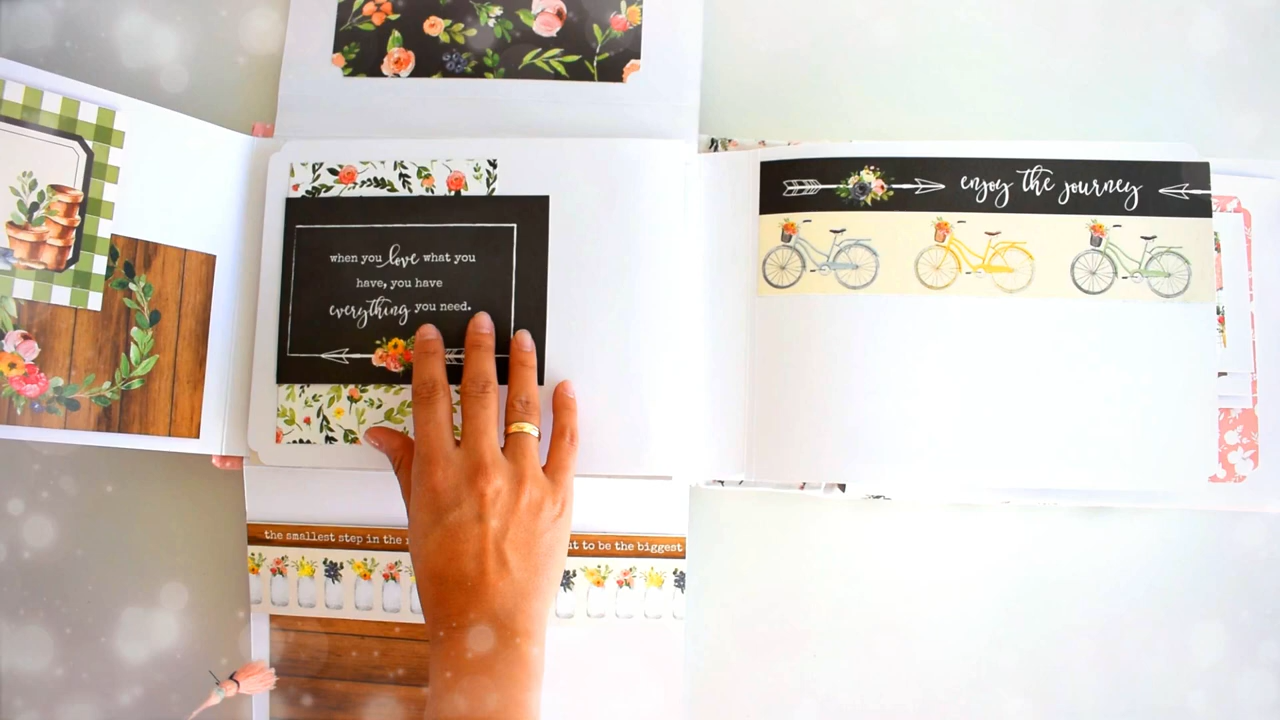 enjoy the journey
when you love what you
have, you have
everything you need.
the smallest step in the
to be the biggest